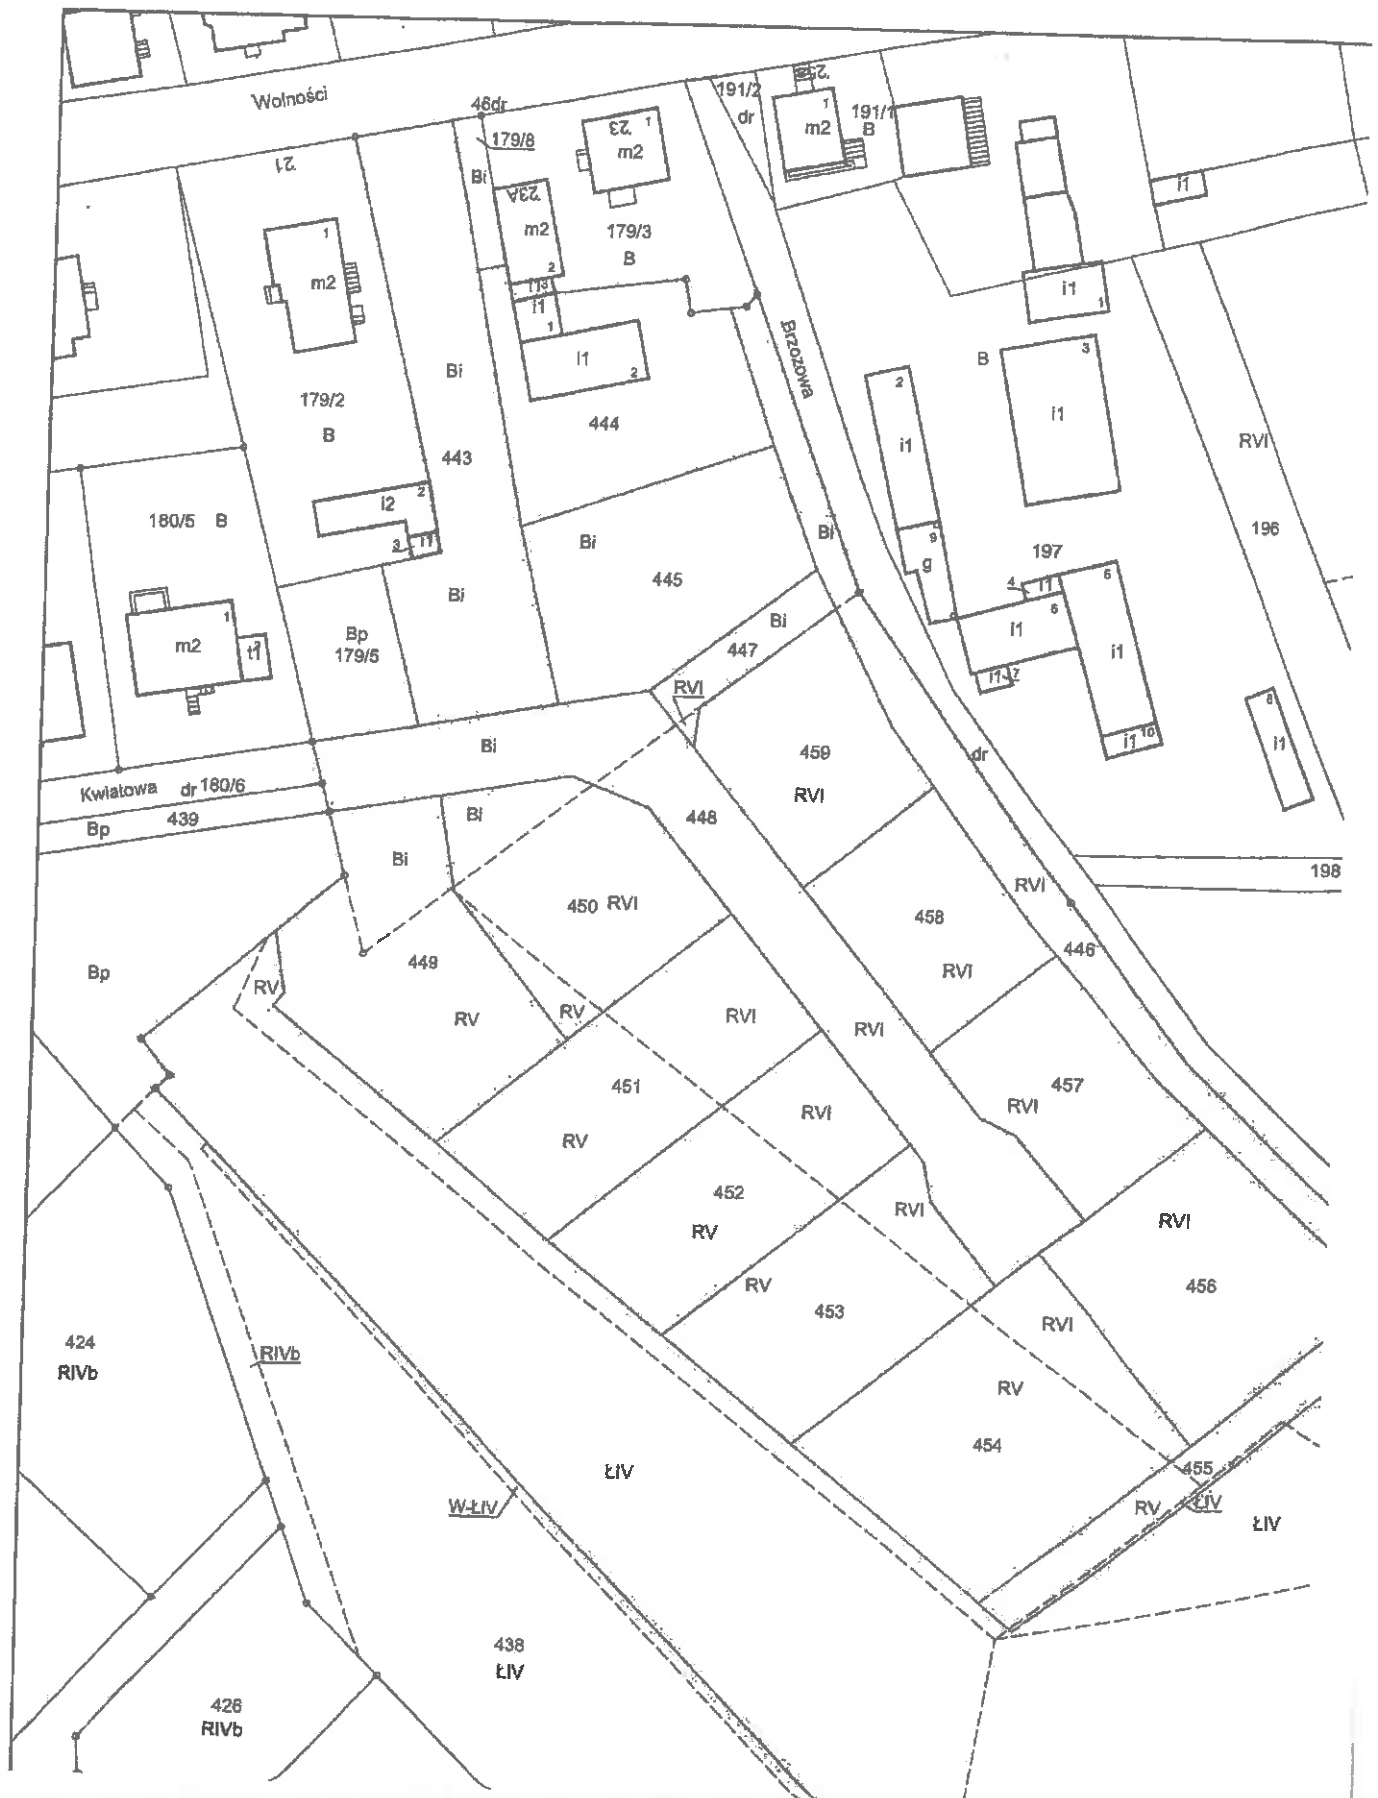 Wolności
46dr
179/8
21
Bi
23
1
m2
23A
m2
2
179/3
B
191/2
dr
1
m2
191/1
B
i1
1
m2
i1
1
i1
2
i1
1
Brzozowa
B
3
i1
2
i1
179/2
B
Bi
443
444
RVI
196
i2
2
3
i1
180/5 B
Bi
445
Bi
9
g
197
4
i1
5
6
i1
i1
1
m2
Bp
179/5
Bi
Bi
447
RVI
i1
7
i1
10
8
i1
Bi
459
RVI
dr
Kwiatowa dr 180/6
Bp 439
Bi
448
Bi
198
450 RVI
RVI
458
446
RVI
Bp
449
RV
RV
RV
RVI
RVI
451
457
RVI
RV
RVI
452
RV
RVI
RVI
456
RV
453
RVI
424
RIVb
RIVb
RV
454
455
ŁIV
RV
ŁIV
ŁIV
W-ŁIV
438
ŁIV
426
RIVb